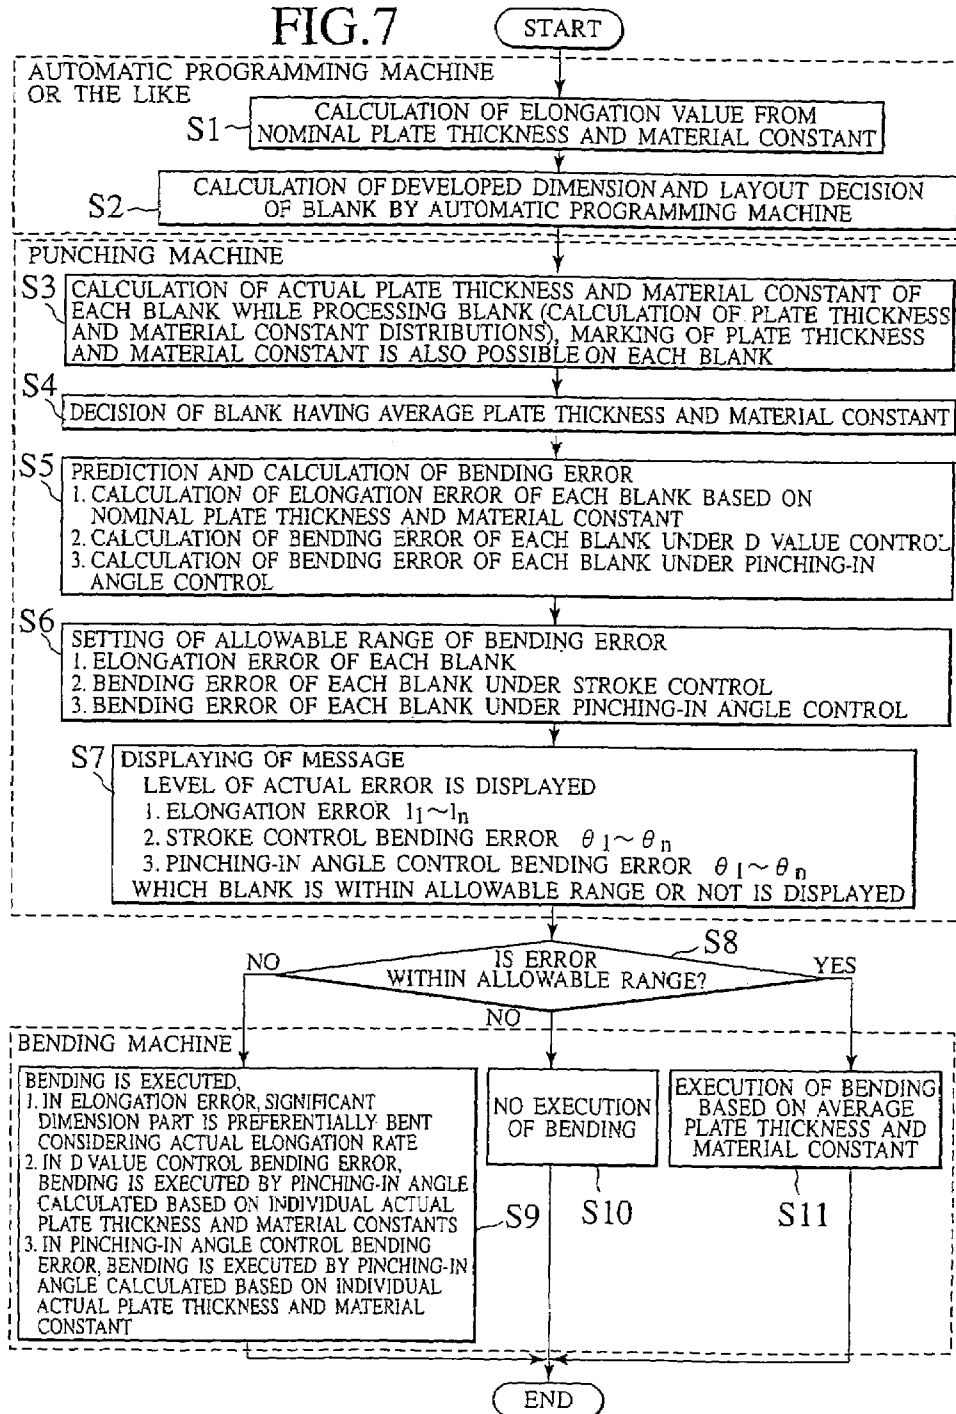 FIG.7
START
AUTOMATIC PROGRAMMING MACHINE
OR THE LIKE
S1
CALCULATION OF ELONGATION VALUE FROM
NOMINAL PLATE THICKNESS AND MATERIAL CONSTANT
S2
CALCULATION OF DEVELOPED DIMENSION AND LAYOUT DECISION
OF BLANK BY AUTOMATIC PROGRAMMING MACHINE
PUNCHING MACHINE
S3
CALCULATION OF ACTUAL PLATE THICKNESS AND MATERIAL CONSTANT OF
EACH BLANK WHILE PROCESSING BLANK (CALCULATION OF PLATE THICKNESS
AND MATERIAL CONSTANT DISTRIBUTIONS), MARKING OF PLATE THICKNESS
AND MATERIAL CONSTANT IS ALSO POSSIBLE ON EACH BLANK
S4
DECISION OF BLANK HAVING AVERAGE PLATE THICKNESS AND MATERIAL CONSTANT
S5
PREDICTION AND CALCULATION OF BENDING ERROR
1. CALCULATION OF ELONGATION ERROR OF EACH BLANK BASED ON
NOMINAL PLATE THICKNESS AND MATERIAL CONSTANT
2. CALCULATION OF BENDING ERROR OF EACH BLANK UNDER D VALUE CONTROL
3. CALCULATION OF BENDING ERROR OF EACH BLANK UNDER PINCHING-IN
ANGLE CONTROL
S6
SETTING OF ALLOWABLE RANGE OF BENDING ERROR
1. ELONGATION ERROR OF EACH BLANK
2. BENDING ERROR OF EACH BLANK UNDER STROKE CONTROL
3. BENDING ERROR OF EACH BLANK UNDER PINCHING-IN ANGLE CONTROL
S7
DISPLAYING OF MESSAGE
LEVEL OF ACTUAL ERROR IS DISPLAYED
1. ELONGATION ERROR l1~ln
2. STROKE CONTROL BENDING ERROR θ1~θn
3. PINCHING-IN ANGLE CONTROL BENDING ERROR θ1~θn
WHICH BLANK IS WITHIN ALLOWABLE RANGE OR NOT IS DISPLAYED
S8
IS ERROR
WITHIN ALLOWABLE RANGE?
NO
YES
NO
BENDING MACHINE
BENDING IS EXECUTED,
1. IN ELONGATION ERROR, SIGNIFICANT
DIMENSION PART IS PREFERENTIALLY BENT
CONSIDERING ACTUAL ELONGATION RATE
2. IN D VALUE CONTROL BENDING ERROR,
BENDING IS EXECUTED BY PINCHING-IN ANGLE
CALCULATED BASED ON INDIVIDUAL ACTUAL
PLATE THICKNESS AND MATERIAL CONSTANTS
3. IN PINCHING-IN ANGLE CONTROL BENDING
ERROR, BENDING IS EXECUTED BY PINCHING-IN
ANGLE CALCULATED BASED ON INDIVIDUAL
ACTUAL PLATE THICKNESS AND MATERIAL
CONSTANT
S9
NO EXECUTION
OF BENDING
S10
EXECUTION OF BENDING
BASED ON AVERAGE
PLATE THICKNESS AND
MATERIAL CONSTANT
S11
END